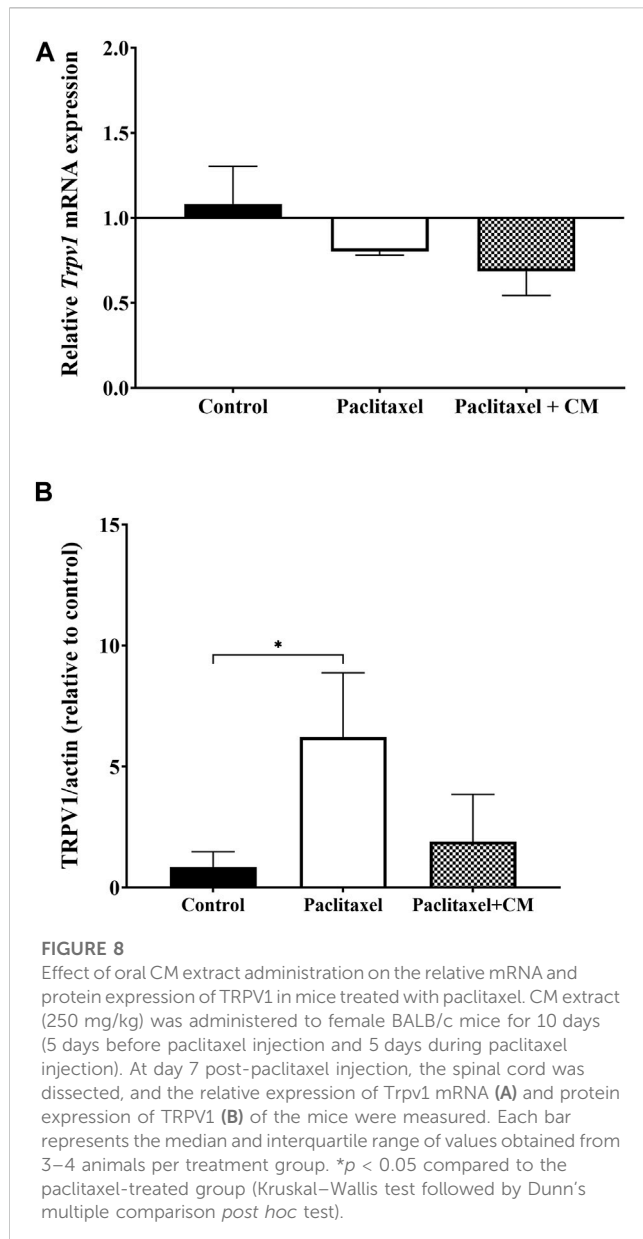 A
Relative Trpv1 mRNA expression
2.0
1.5
1.0
0.5
0.0
Control Paclitaxel Paclitaxel + CM
B
TRPV1/actin (relative to control)
15
10
5
0
*
Control Paclitaxel Paclitaxel+CM
FIGURE 8
Effect of oral CM extract administration on the relative mRNA and
protein expression of TRPV1 in mice treated with paclitaxel. CM extract
(250 mg/kg) was administered to female BALB/c mice for 10 days
(5 days before paclitaxel injection and 5 days during paclitaxel
injection). At day 7 post-paclitaxel injection, the spinal cord was
dissected, and the relative expression of Trpv1 mRNA (A) and protein
expression of TRPV1 (B) of the mice were measured. Each bar
represents the median and interquartile range of values obtained from
3–4 animals per treatment group. *p < 0.05 compared to the
paclitaxel-treated group (Kruskal–Wallis test followed by Dunn's
multiple comparison post hoc test).